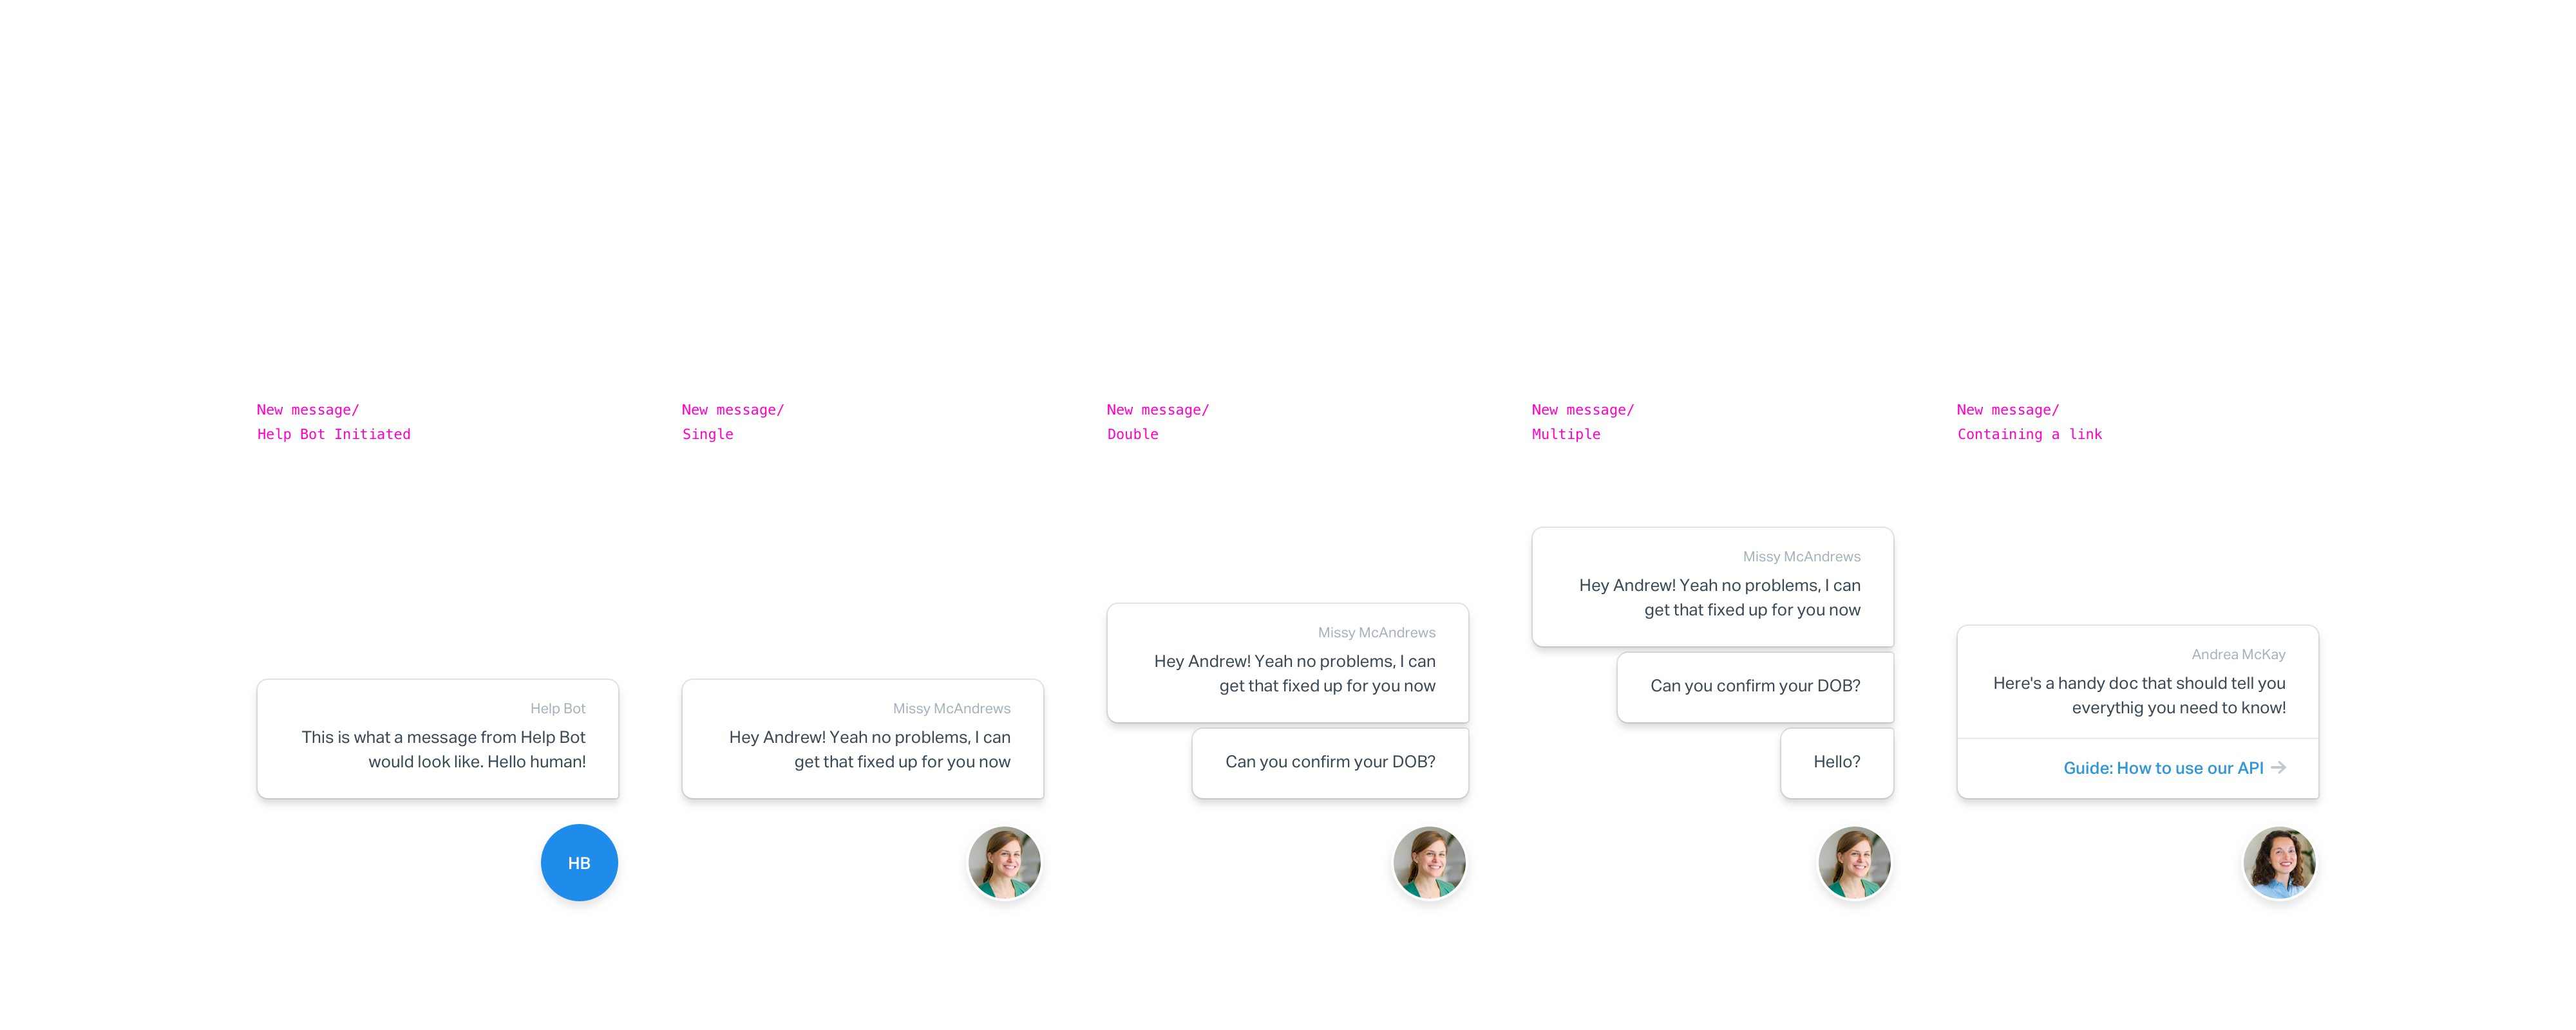 New message/
Help Bot Initiated
Help Bot
This is what a message from Help Bot
would look like. Hello human!
HB
New message/
Single
Missy McAndrews
Hey Andrew! Yeah no problems, I can
get that fixed up for you now
New message/
Double
Missy McAndrews
Hey Andrew! Yeah no problems, I can
get that fixed up for you now
Can you confirm your DOB?
New message/
Multiple
Missy McAndrews
Hey Andrew! Yeah no problems, I can
get that fixed up for you now
Can you confirm your DOB?
Hello?
New message/
Containing a link
Andrea McKay
Here's a handy doc that should tell you
everythig you need to know!
Guide: How to use our API →